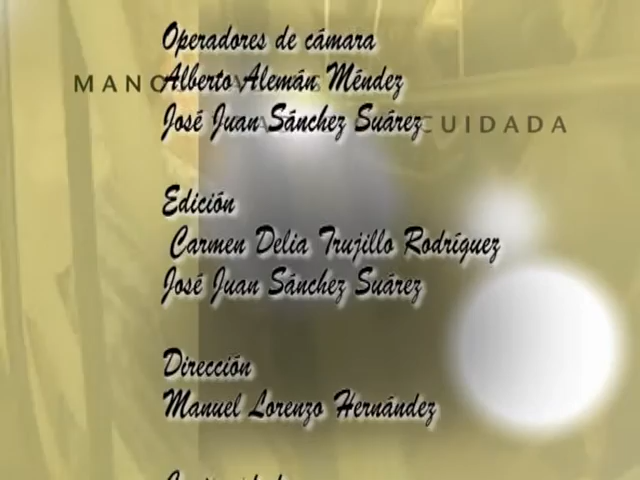 Operadores de cámara
Alberto Alemán Méndez
José Juan Sánchez Suárez
CUIDADA
Edición
Carmen Delia Trujillo Rodríguez
José Juan Sánchez Suárez
Dirección
Manuel Lorenzo Hernández